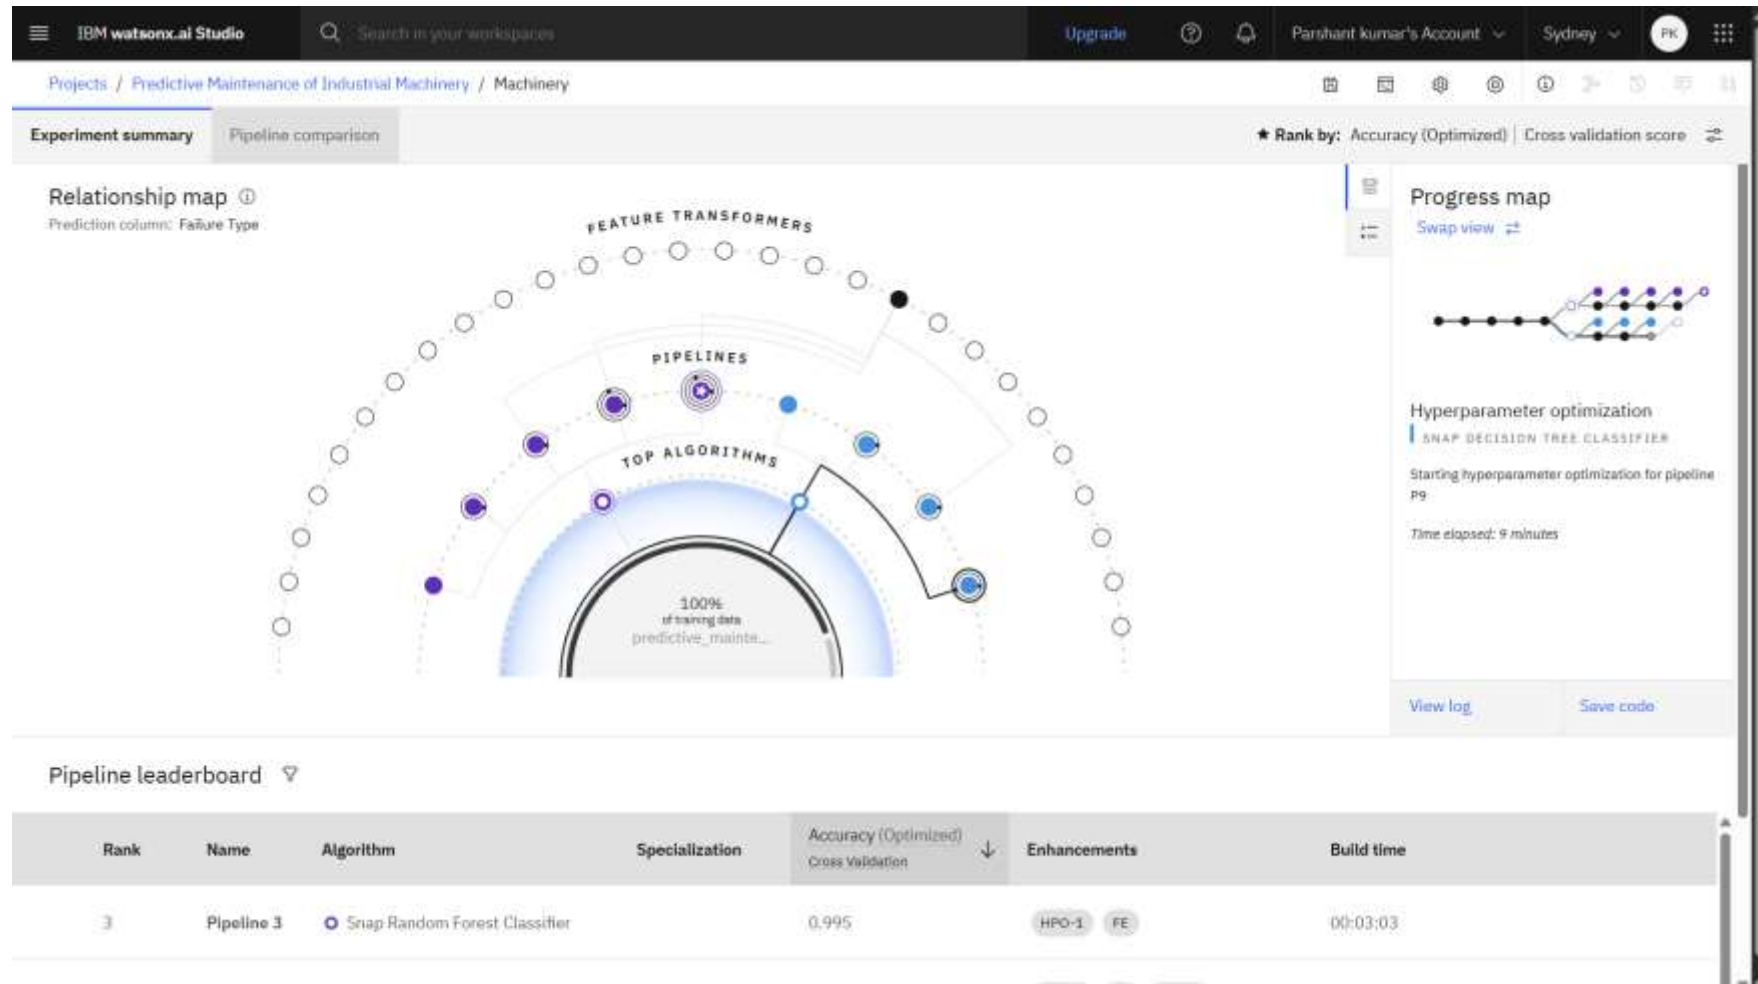 IBM watsonx.ai Studio
Search in your workspaces
Upgrade
Parshant kumar's Account
Sydney
PK
Projects / Predictive Maintenance of Industrial Machinery / Machinery
Experiment summary
Pipeline comparison
★ Rank by: Accuracy (Optimized) | Cross validation score
Relationship map
Prediction column: Failure Type
FEATURE TRANSFORMERS
PIPELINES
TOP ALGORITHMS
100%
of training data
predictive_mainte...
Progress map
Swap view
Hyperparameter optimization
SNAP DECISION TREE CLASSIFIER
Starting hyperparameter optimization for pipeline
P9
Time elapsed: 9 minutes
View log
Save code
Pipeline leaderboard
Rank
Name
Algorithm
Specialization
Accuracy (Optimized)
Cross Validation
Enhancements
Build time
3
Pipeline 3
Snap Random Forest Classifier
0.995
HPO-1
FE
00:03:03